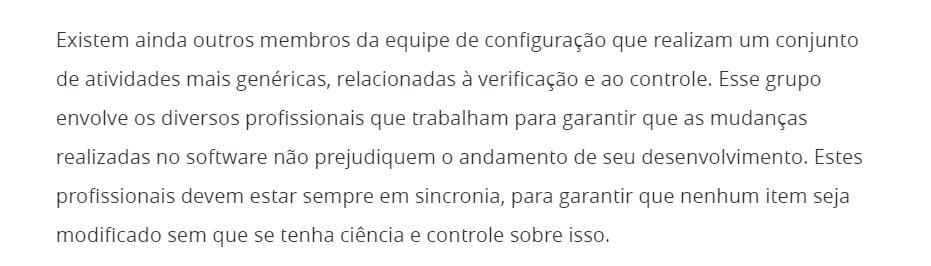 Existem ainda outros membros da equipe de configuração que realizam um conjunto
de atividades mais genéricas, relacionadas à verificação e ao controle. Esse grupo
envolve os diversos profissionais que trabalham para garantir que as mudanças
realizadas no software não prejudiquem o andamento de seu desenvolvimento. Estes
profissionais devem estar sempre em sincronia, para garantir que nenhum item seja
modificado sem que se tenha ciência e controle sobre isso.